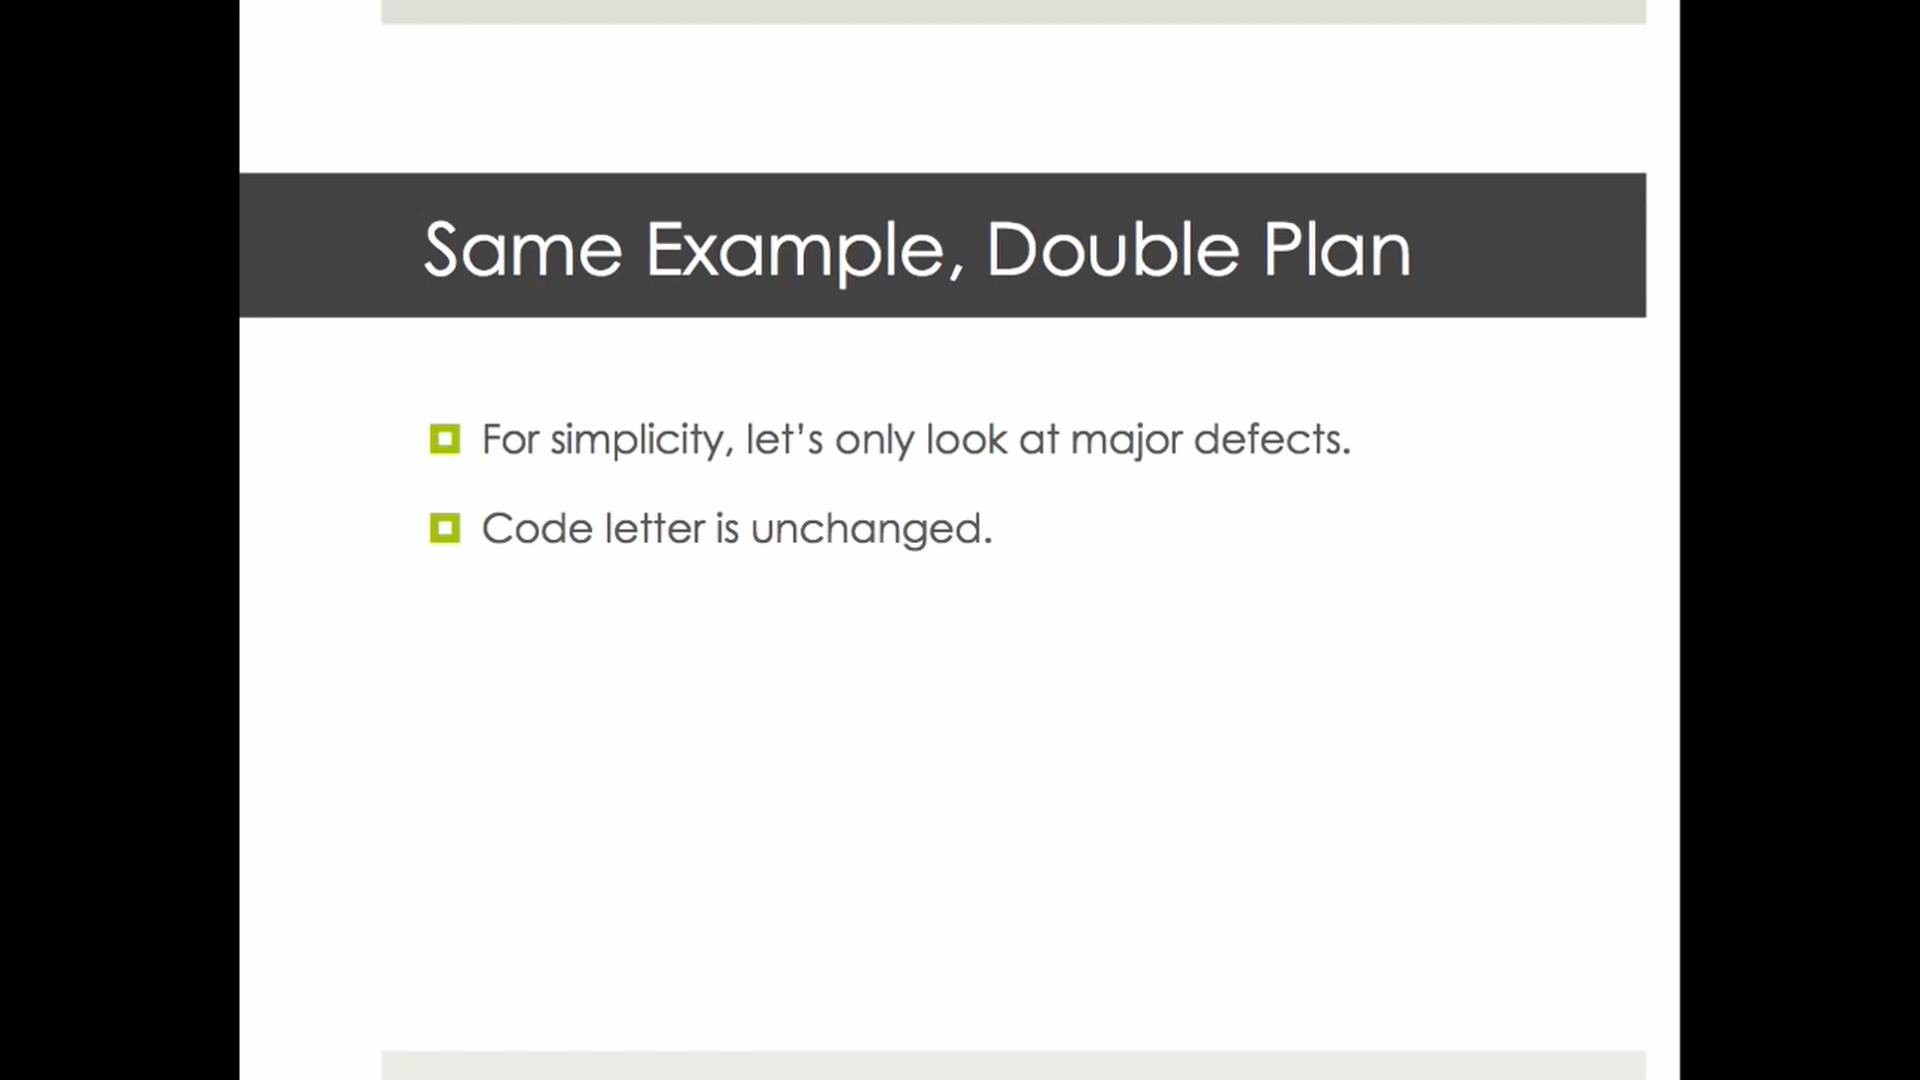 Same Example, Double Plan
For simplicity, let’s only look at major defects.
Code letter is unchanged.